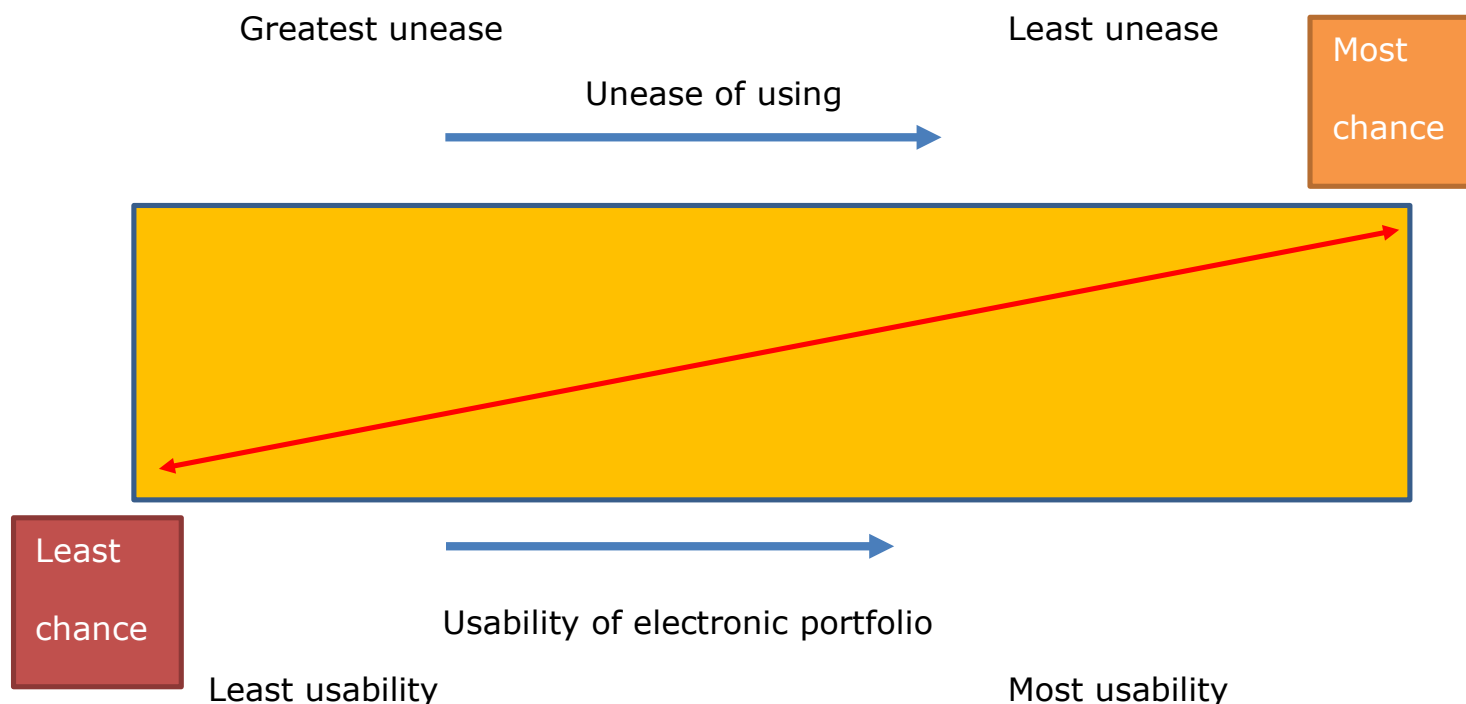 Greatest unease
Least unease
Most
chance
Unease of using
Least
chance
Usability of electronic portfolio
Least usability
Most usability